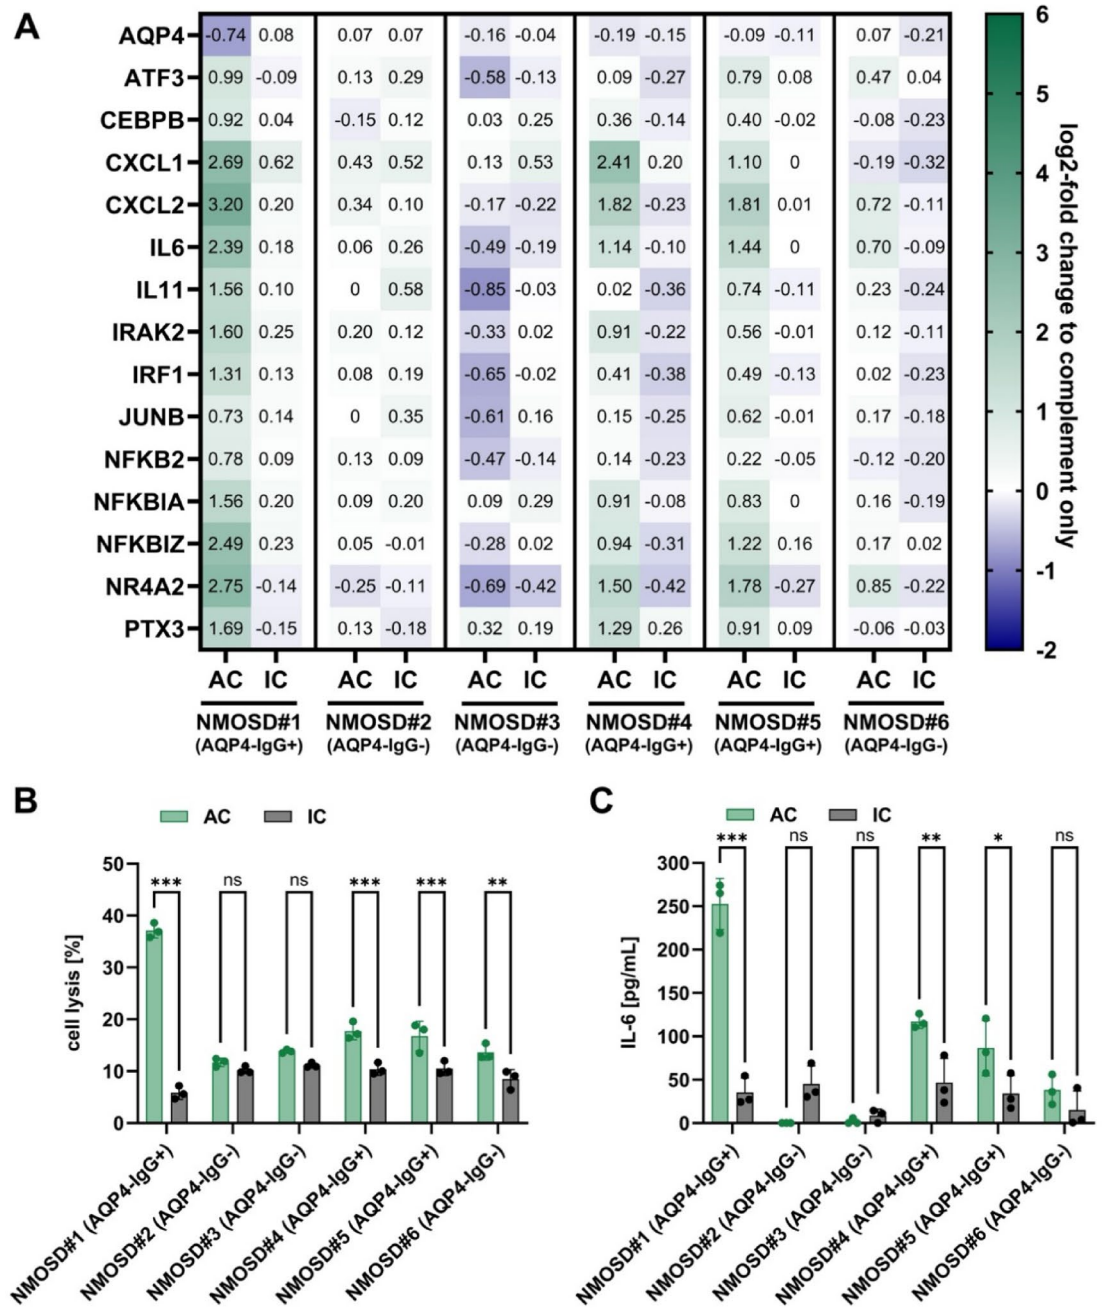 A
AQP4 -0.74 0.08 0.07 0.07 -0.16 -0.04 -0.19 -0.15 -0.09 -0.11 0.07 -0.21
ATF3 0.99 -0.09 0.13 0.29 -0.58 -0.13 0.09 -0.27 0.79 0.08 0.47 0.04
CEBPB 0.92 0.04 -0.15 0.12 0.03 0.25 0.36 -0.14 0.40 -0.02 -0.08 -0.23
CXCL1 2.69 0.62 0.43 0.52 0.13 0.53 2.41 0.20 1.10 0 -0.19 -0.32
CXCL2 3.20 0.20 0.34 0.10 -0.17 -0.22 1.82 -0.23 1.81 0.01 0.72 -0.11
IL6 2.39 0.18 0.06 0.26 -0.49 -0.19 1.14 -0.10 1.44 0 0.70 -0.09
IL11 1.56 0.10 0 0.58 -0.85 -0.03 0.02 -0.36 0.74 -0.11 0.23 -0.24
IRAK2 1.60 0.25 0.20 0.12 -0.33 0.02 0.91 -0.22 0.56 -0.01 0.12 -0.11
IRF1 1.31 0.13 0.08 0.19 -0.65 -0.02 0.41 -0.38 0.49 -0.13 0.02 -0.23
JUNB 0.73 0.14 0 0.35 -0.61 0.16 0.15 -0.25 0.62 -0.01 0.17 -0.18
NFKB2 0.78 0.09 0.13 0.09 -0.47 -0.14 0.14 -0.23 0.22 -0.05 -0.12 -0.20
NFKBIA 1.56 0.20 0.09 0.20 0.09 0.29 0.91 -0.08 0.83 0 0.16 -0.19
NFKBIZ 2.49 0.23 0.05 -0.01 -0.28 0.02 0.94 -0.31 1.22 0.16 0.17 0.02
NR4A2 2.75 -0.14 -0.25 -0.11 -0.69 -0.42 1.50 -0.42 1.78 -0.27 0.85 -0.22
PTX3 1.69 -0.15 0.13 -0.18 0.32 0.19 1.29 0.26 0.91 0.09 -0.06 -0.03
AC IC AC IC AC IC AC IC AC IC AC IC
NMOSD#1 NMOSD#2 NMOSD#3 NMOSD#4 NMOSD#5 NMOSD#6
(AQP4-IgG+) (AQP4-IgG-) (AQP4-IgG-) (AQP4-IgG+) (AQP4-IgG+) (AQP4-IgG-)
6
5
4
3
2
1
0
-1
-2
log2-fold change to complement only
B
AC IC
*** ns ns *** *** **
50
40
30
20
10
0
cell lysis [%]
NMOSD#1 (AQP4-IgG+)
NMOSD#2 (AQP4-IgG-)
NMOSD#3 (AQP4-IgG-)
NMOSD#4 (AQP4-IgG+)
NMOSD#5 (AQP4-IgG+)
NMOSD#6 (AQP4-IgG-)
C
AC IC
*** ns ns ** * ns
300
250
200
150
100
50
0
IL-6 [pg/mL]
NMOSD#1 (AQP4-IgG+)
NMOSD#2 (AQP4-IgG-)
NMOSD#3 (AQP4-IgG-)
NMOSD#4 (AQP4-IgG+)
NMOSD#5 (AQP4-IgG+)
NMOSD#6 (AQP4-IgG-)